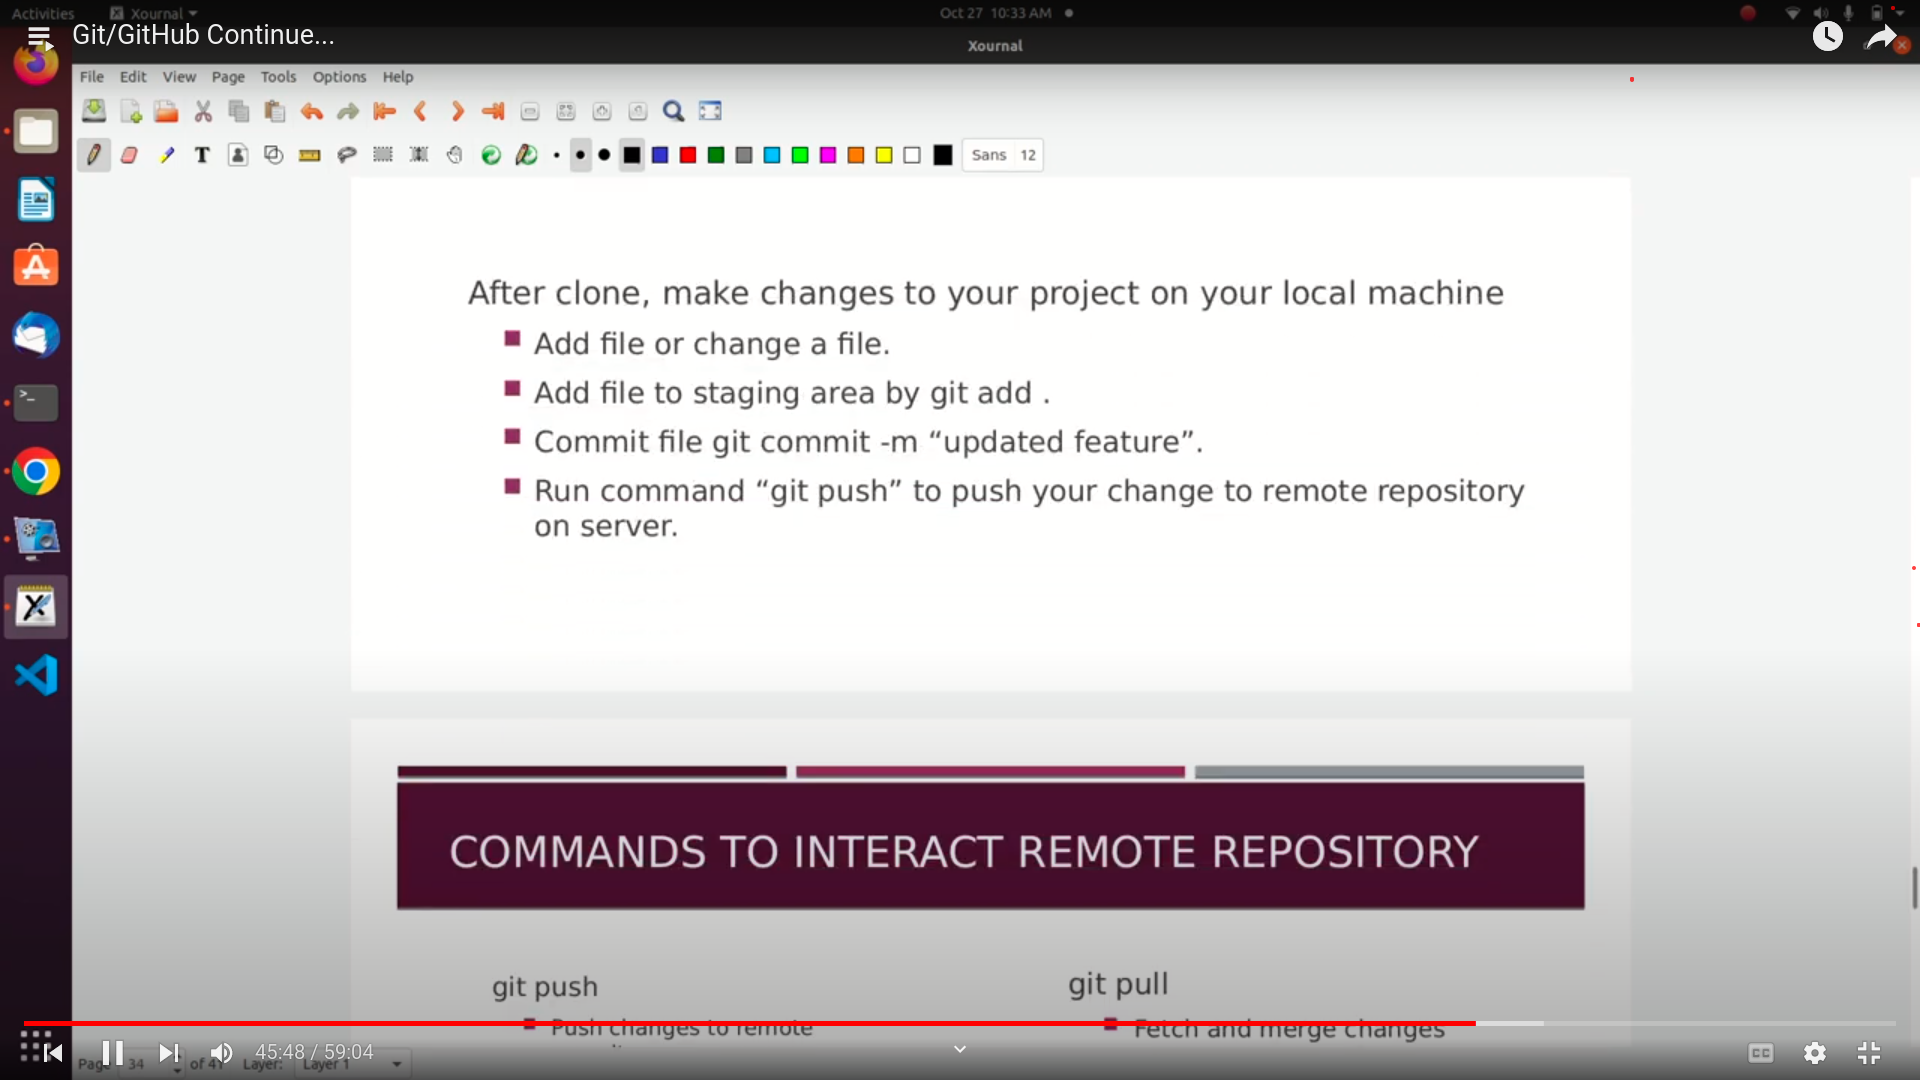 Activities Xournal Oct 27 10:33 AM
Git/GitHub Continue...
Xournal
File Edit View Page Tools Options Help
T Sans 12
After clone, make changes to your project on your local machine
Add file or change a file.
Add file to staging area by git add .
Commit file git commit -m “updated feature”.
Run command “git push” to push your change to remote repository
on server.
COMMANDS TO INTERACT REMOTE REPOSITORY
git push git pull
Push changes to remote Fetch and merge changes
45:48 / 59:04 CC
Page 34 of 41 Layer: Layer 1